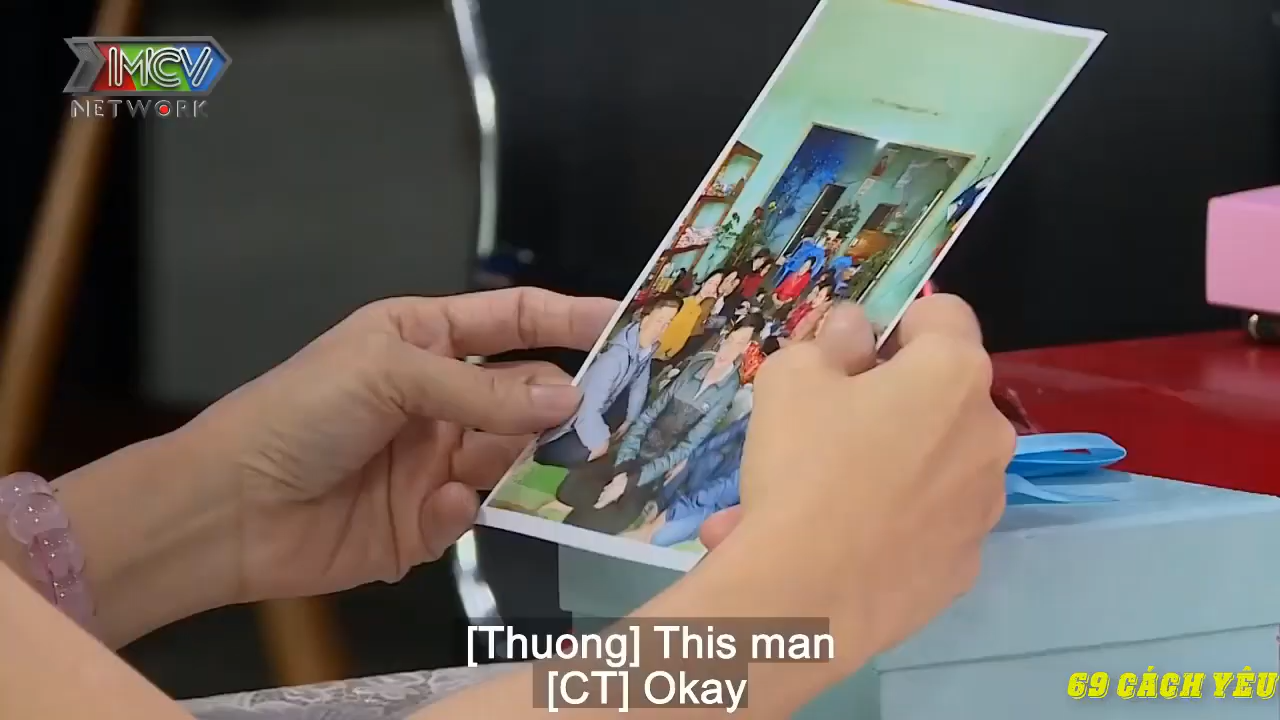 MCV
NETWORK
[Thuong] This man
[CT] Okay
69 CÁCH YÊU